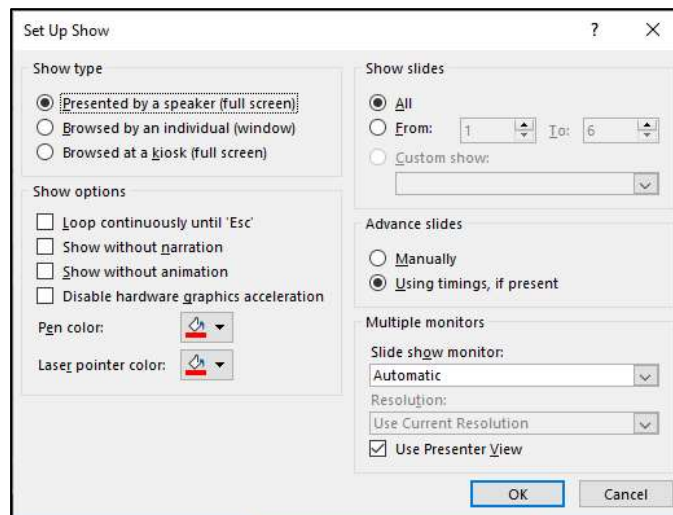 Set Up Show
Show type
Presented by a speaker (full screen)
Browsed by an individual (window)
Browsed at a kiosk (full screen)
Show options
Loop continuously until 'Esc'
Show without narration
Show without animation
Disable hardware graphics acceleration
Pen color:
Laser pointer color:
Show slides
All
From: 1 To: 6
Custom show:
Advance slides
Manually
Using timings, if present
Multiple monitors
Slide show monitor:
Automatic
Resolution:
Use Current Resolution
Use Presenter View
OK Cancel